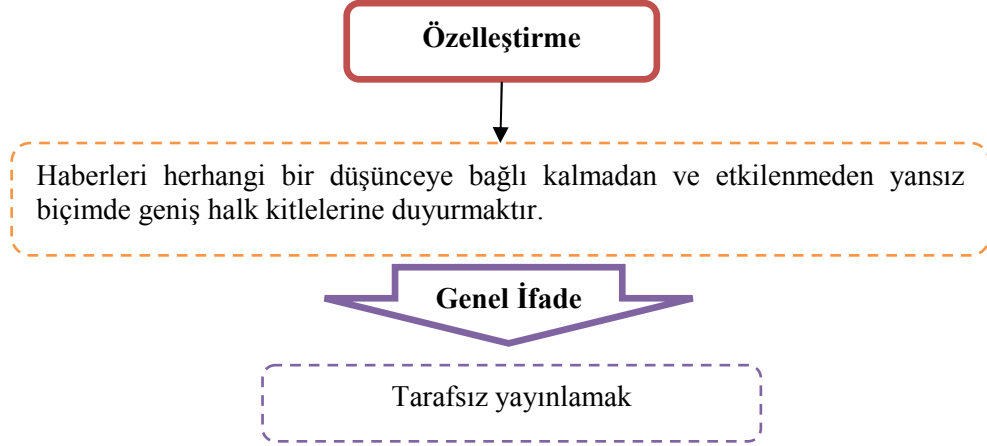 Özelleştirme
Haberleri herhangi bir düşünceye bağlı kalmadan ve etkilenmeden yansız
biçimde geniş halk kitlelerine duyurmaktır.
Genel İfade
Tarafsız yayınlamak